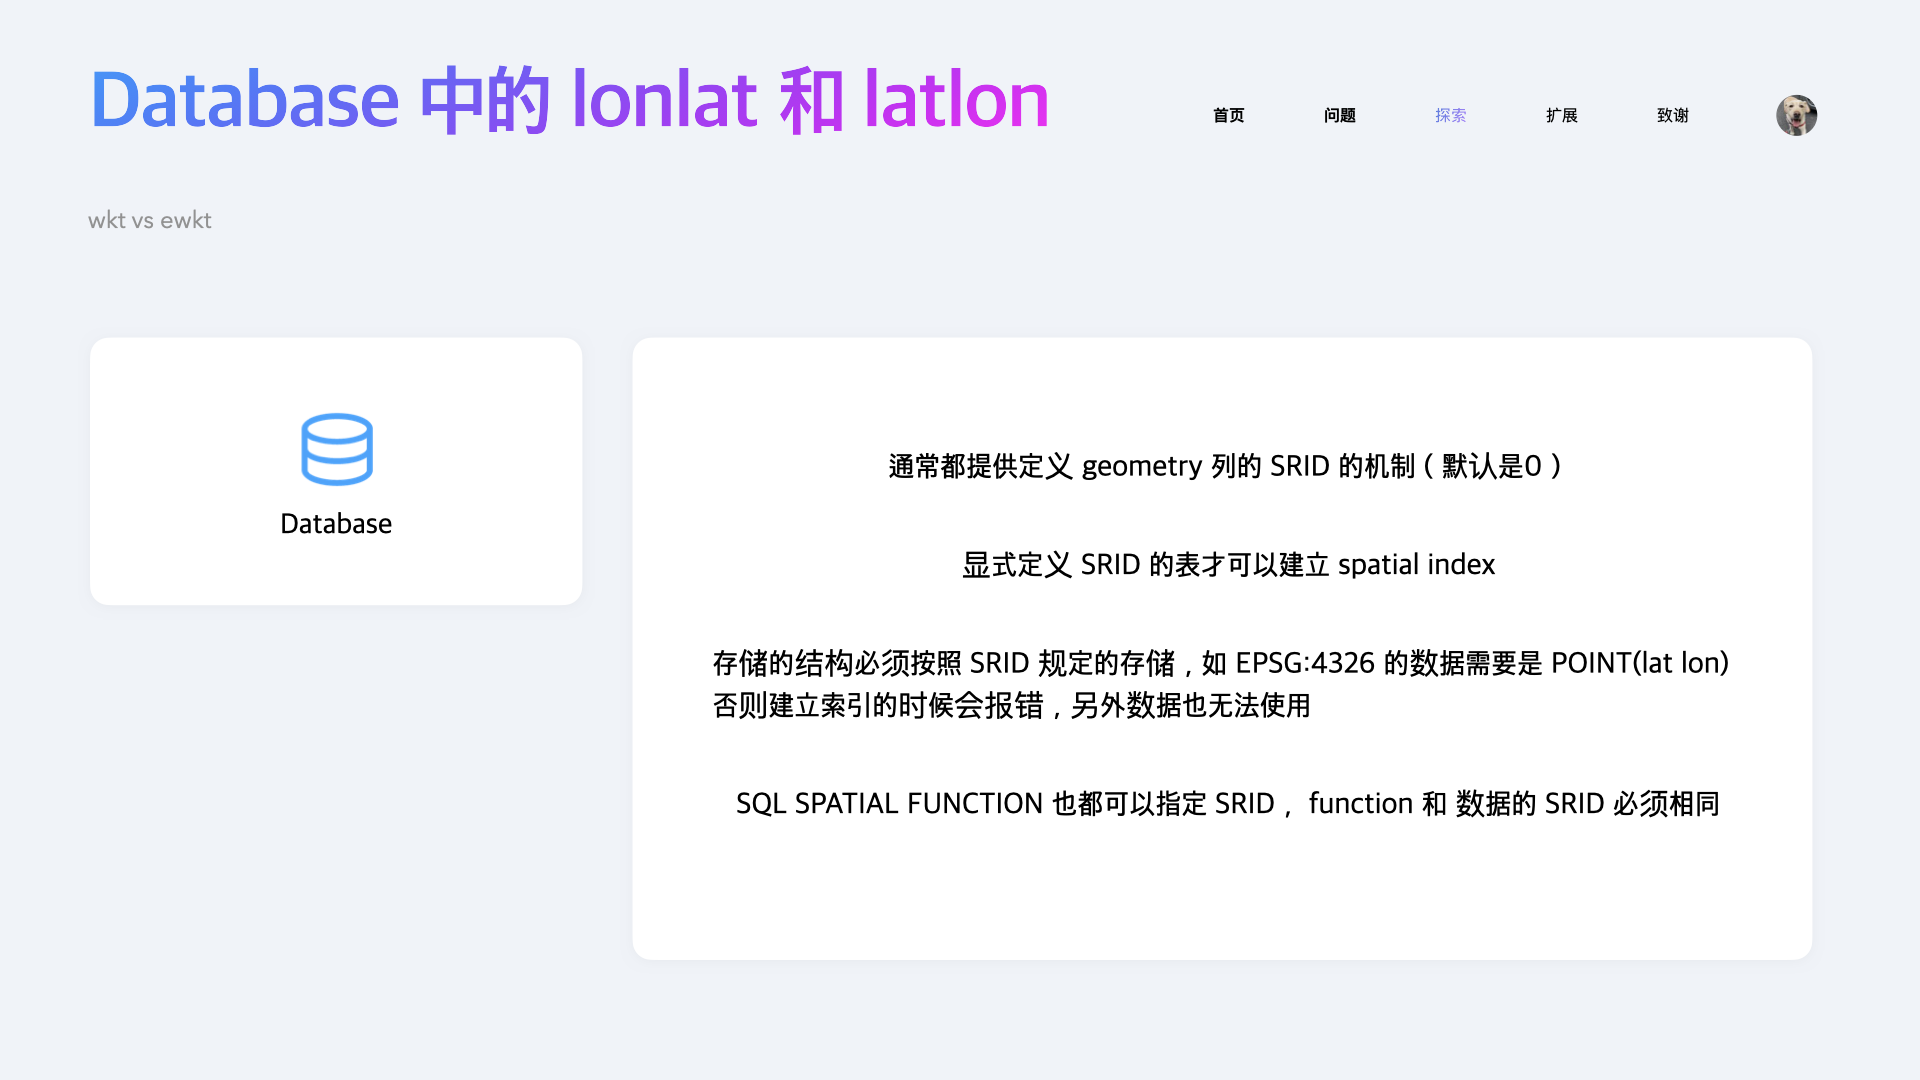 Database 中的 lonlat 和 latlon
首页
问题
探索
扩展
致谢
wkt vs ewkt
Database
通常都提供定义 geometry 列的 SRID 的机制 ( 默认是0 )
显式定义 SRID 的表才可以建立 spatial index
存储的结构必须按照 SRID 规定的存储 , 如 EPSG:4326 的数据需要是 POINT(lat lon)
否则建立索引的时候会报错 , 另外数据也无法使用
SQL SPATIAL FUNCTION 也都可以指定 SRID , function 和 数据的 SRID 必须相同